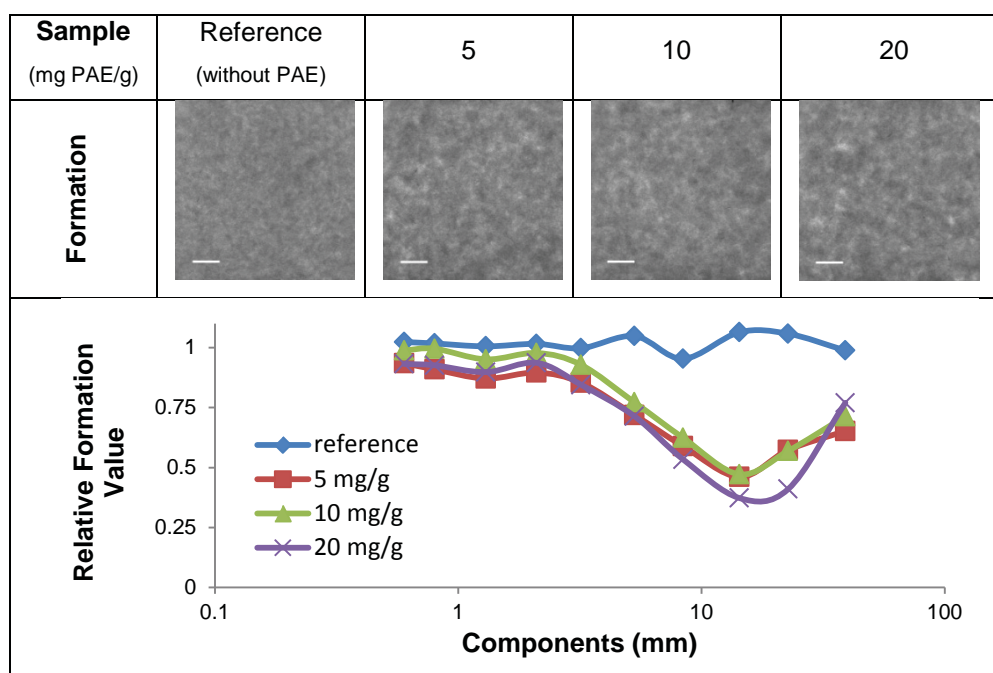 Sample
(mg PAE/g)
Reference
(without PAE)
5
10
20
Formation
Relative Formation
Value
1
0.75
0.5
0.25
0
reference
5 mg/g
10 mg/g
20 mg/g
0.1
1
10
100
Components (mm)